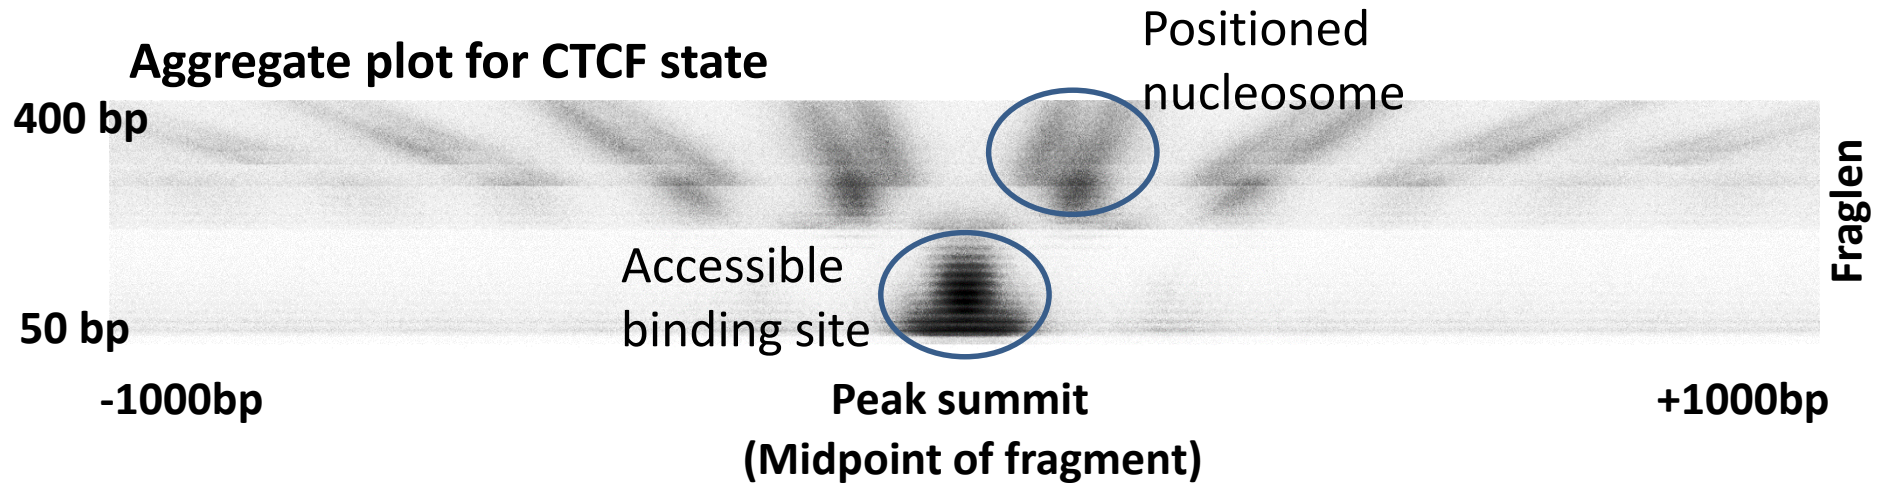 Positioned
nucleosome
Aggregate plot for CTCF state
400 bp
Fraglen
Accessible
binding site
50 bp
-1000bp
Peak summit
+1000bp
(Midpoint of fragment)